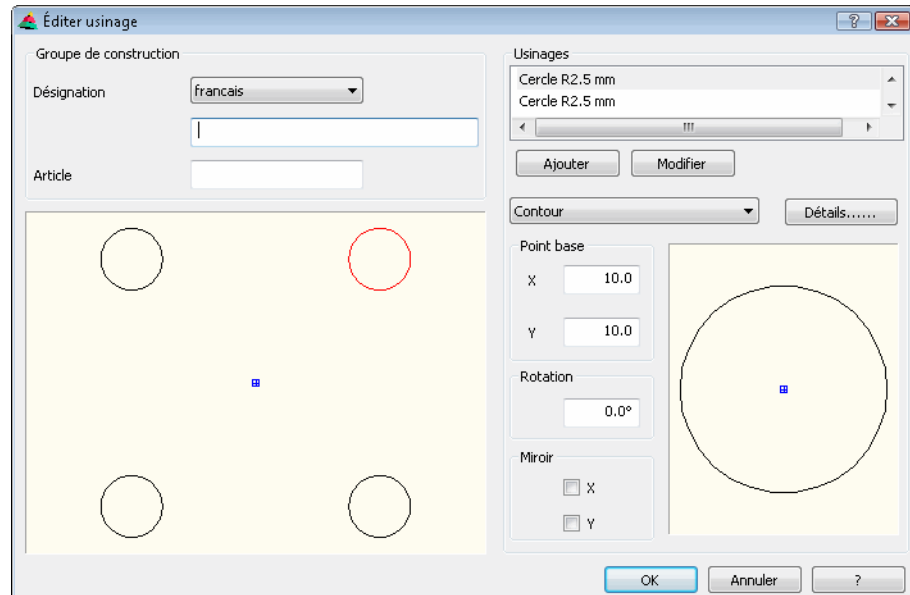 Éditer usinage
?
Groupe de construction
Désignation
francais
Article
Usinages
Cercle R2.5 mm
Cercle R2.5 mm
Ajouter
Modifier
Contour
Détails......
Point base
X
10.0
Y
10.0
Rotation
0.0°
Miroir
X
Y
OK
Annuler
?